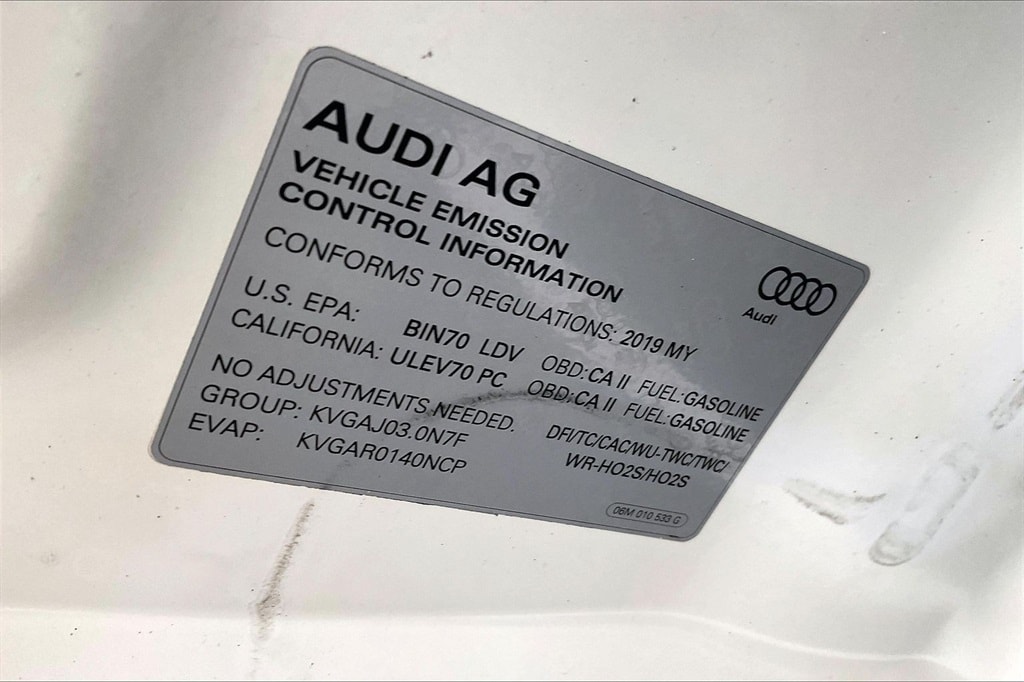 AUDI AG
VEHICLE EMISSION
CONTROL INFORMATION
Audi
CONFORMS TO REGULATIONS: 2019 MY
U.S. EPA: BIN70 LDV OBD: CA II FUEL: GASOLINE
CALIFORNIA: ULEV70 PC OBD: CA II FUEL: GASOLINE
NO ADJUSTMENTS NEEDED.
GROUP: KVGAJ03.0N7F
EVAP: KVGAR0140NCP
DFI/TC/CAC/WU-TWC/TWC/
WR-HO2S/HO2S
06M 010 533 G